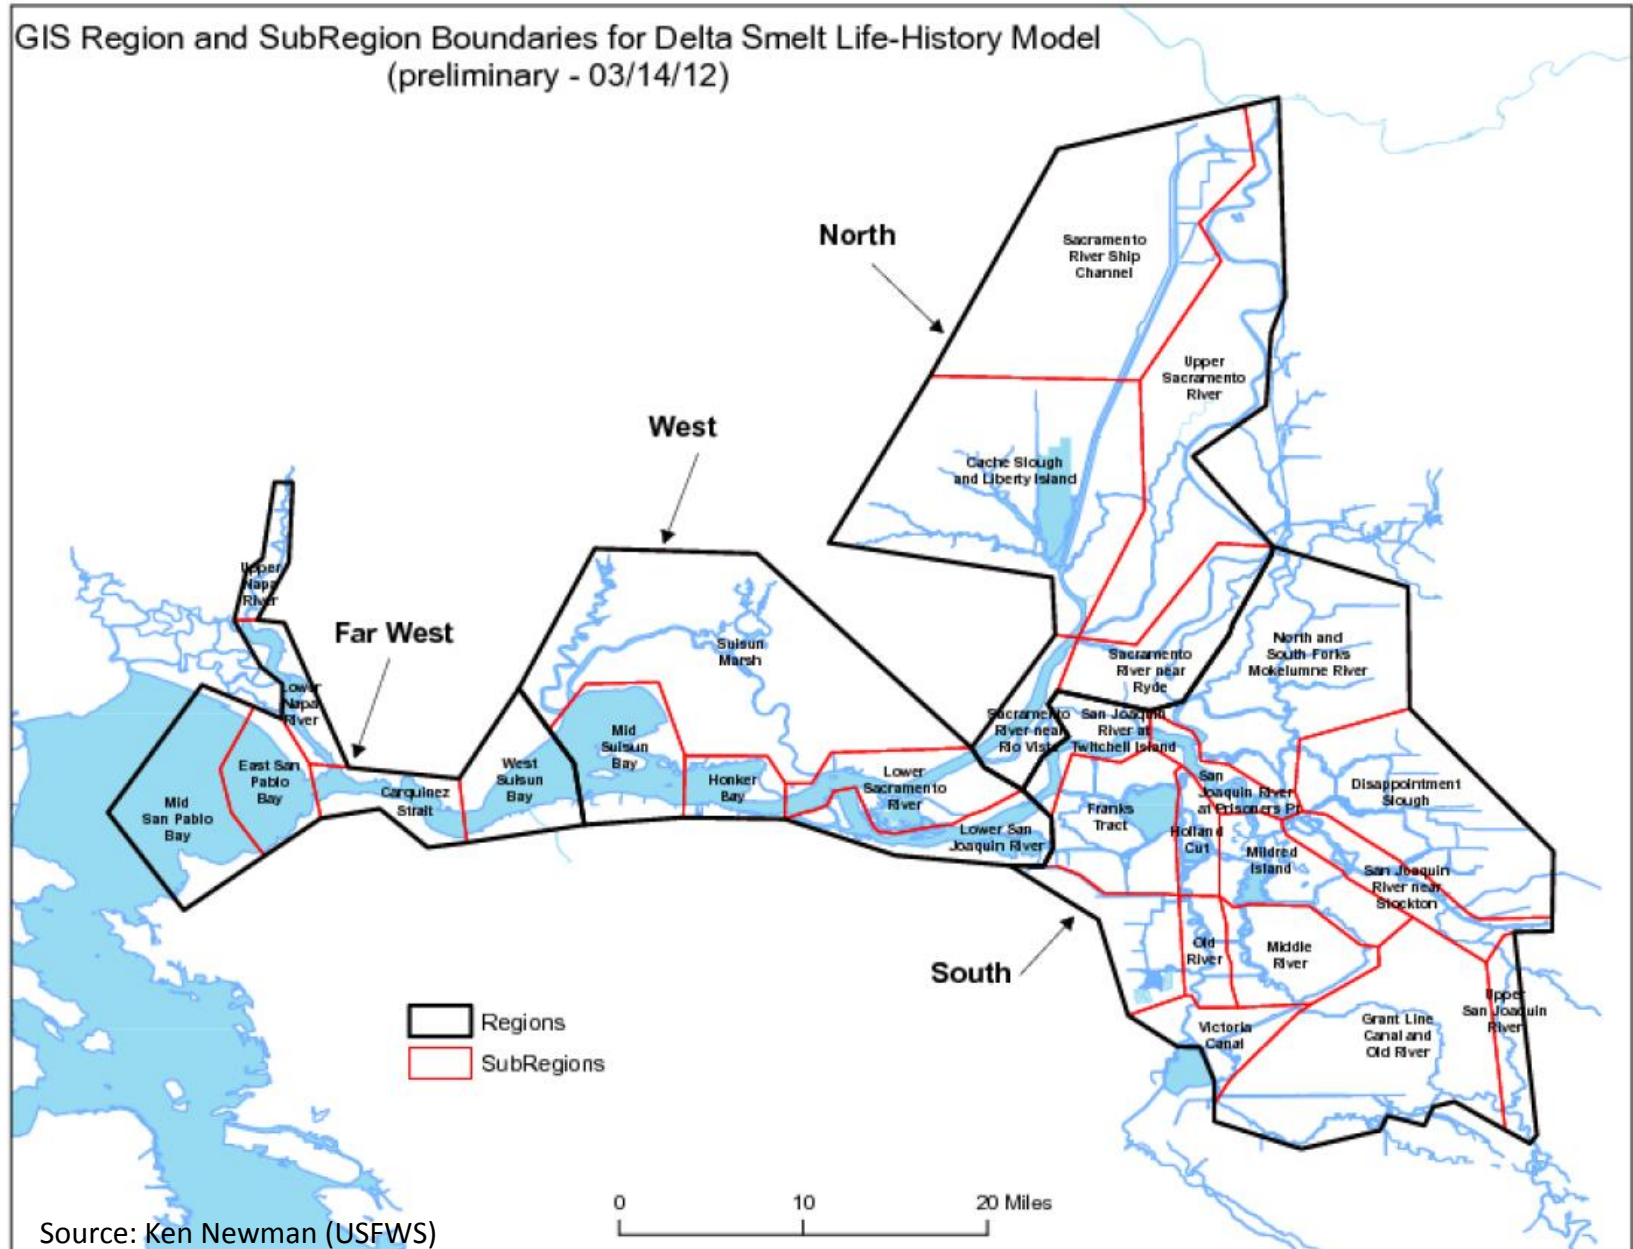 GIS Region and SubRegion Boundaries for Delta Smelt Life-History Model
(preliminary - 03/14/12)
North
Sacramento
River Ship
Channel
Upper
Sacramento
River
West
Cache Slough
and Liberty Island
Upper
Napa
River
Far West
Suisun
Marsh
North and
South Forks
Mokelumne River
Sacramento
River near
Ryde
Lower
Napa
River
Sacramento
River near
Rio Vista
San Joaquin
River at
Twitchell Island
Mid
Suisun
Bay
West
Suisun
Bay
East San
Pablo
Bay
Honker
Bay
Lower
Sacramento
River
San
Joaquin River
at Prisoners Pt
Disappointment
Slough
Carquinez
Strait
Mid
San Pablo
Bay
Franks
Tract
Holland
Cut
Lower San
Joaquin River
Mildred
Island
San Joaquin
River near
Stockton
South
Old
River
Middle
River
Upper
San Joaquin
River
Victoria
Canal
Grant Line
Canal and
Old River
Regions
SubRegions
0 10 20 Miles
Source: Ken Newman (USFWS)